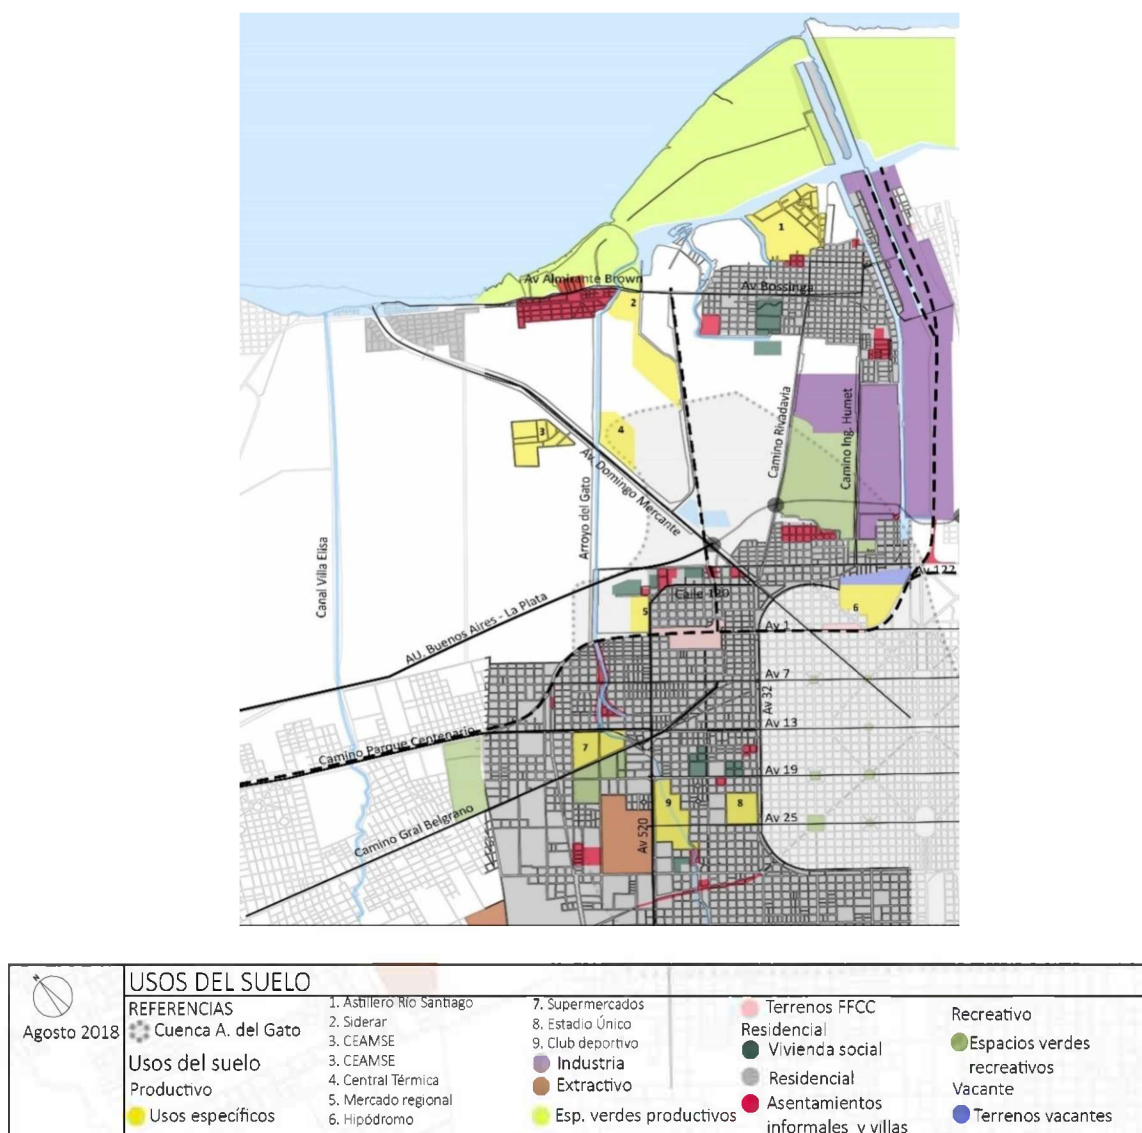 1
Av Almirante Brown
Av Bossinga
2
3
4
Av. Domingo Mercante
Camino Rivadavia
Camino Ing. Humet
Arroyo del Gato
Canal Villa Elisa
AU. Buenos Aires - La Plata
Av 122
Calle 120
5
6
Av 1
Av 7
Av 32
Av 13
Camino Parque Centenario
7
Av 19
9
8
Camino Gral Belgrano
Av 520
Av 25
N
Agosto 2018
USOS DEL SUELO
REFERENCIAS
Cuenca A. del Gato
Usos del suelo
Productivo
Usos específicos
1. Astillero Río Santiago
2. Siderar
3. CEAMSE
3. CEAMSE
4. Central Térmica
5. Mercado regional
6. Hipódromo
7. Supermercados
8. Estadio Único
9. Club deportivo
Industria
Extractivo
Esp. verdes productivos
Terrenos FFCC
Residencial
Vivienda social
Residencial
Asentamientos
informales y villas
Recreativo
Espacios verdes
recreativos
Vacante
Terrenos vacantes